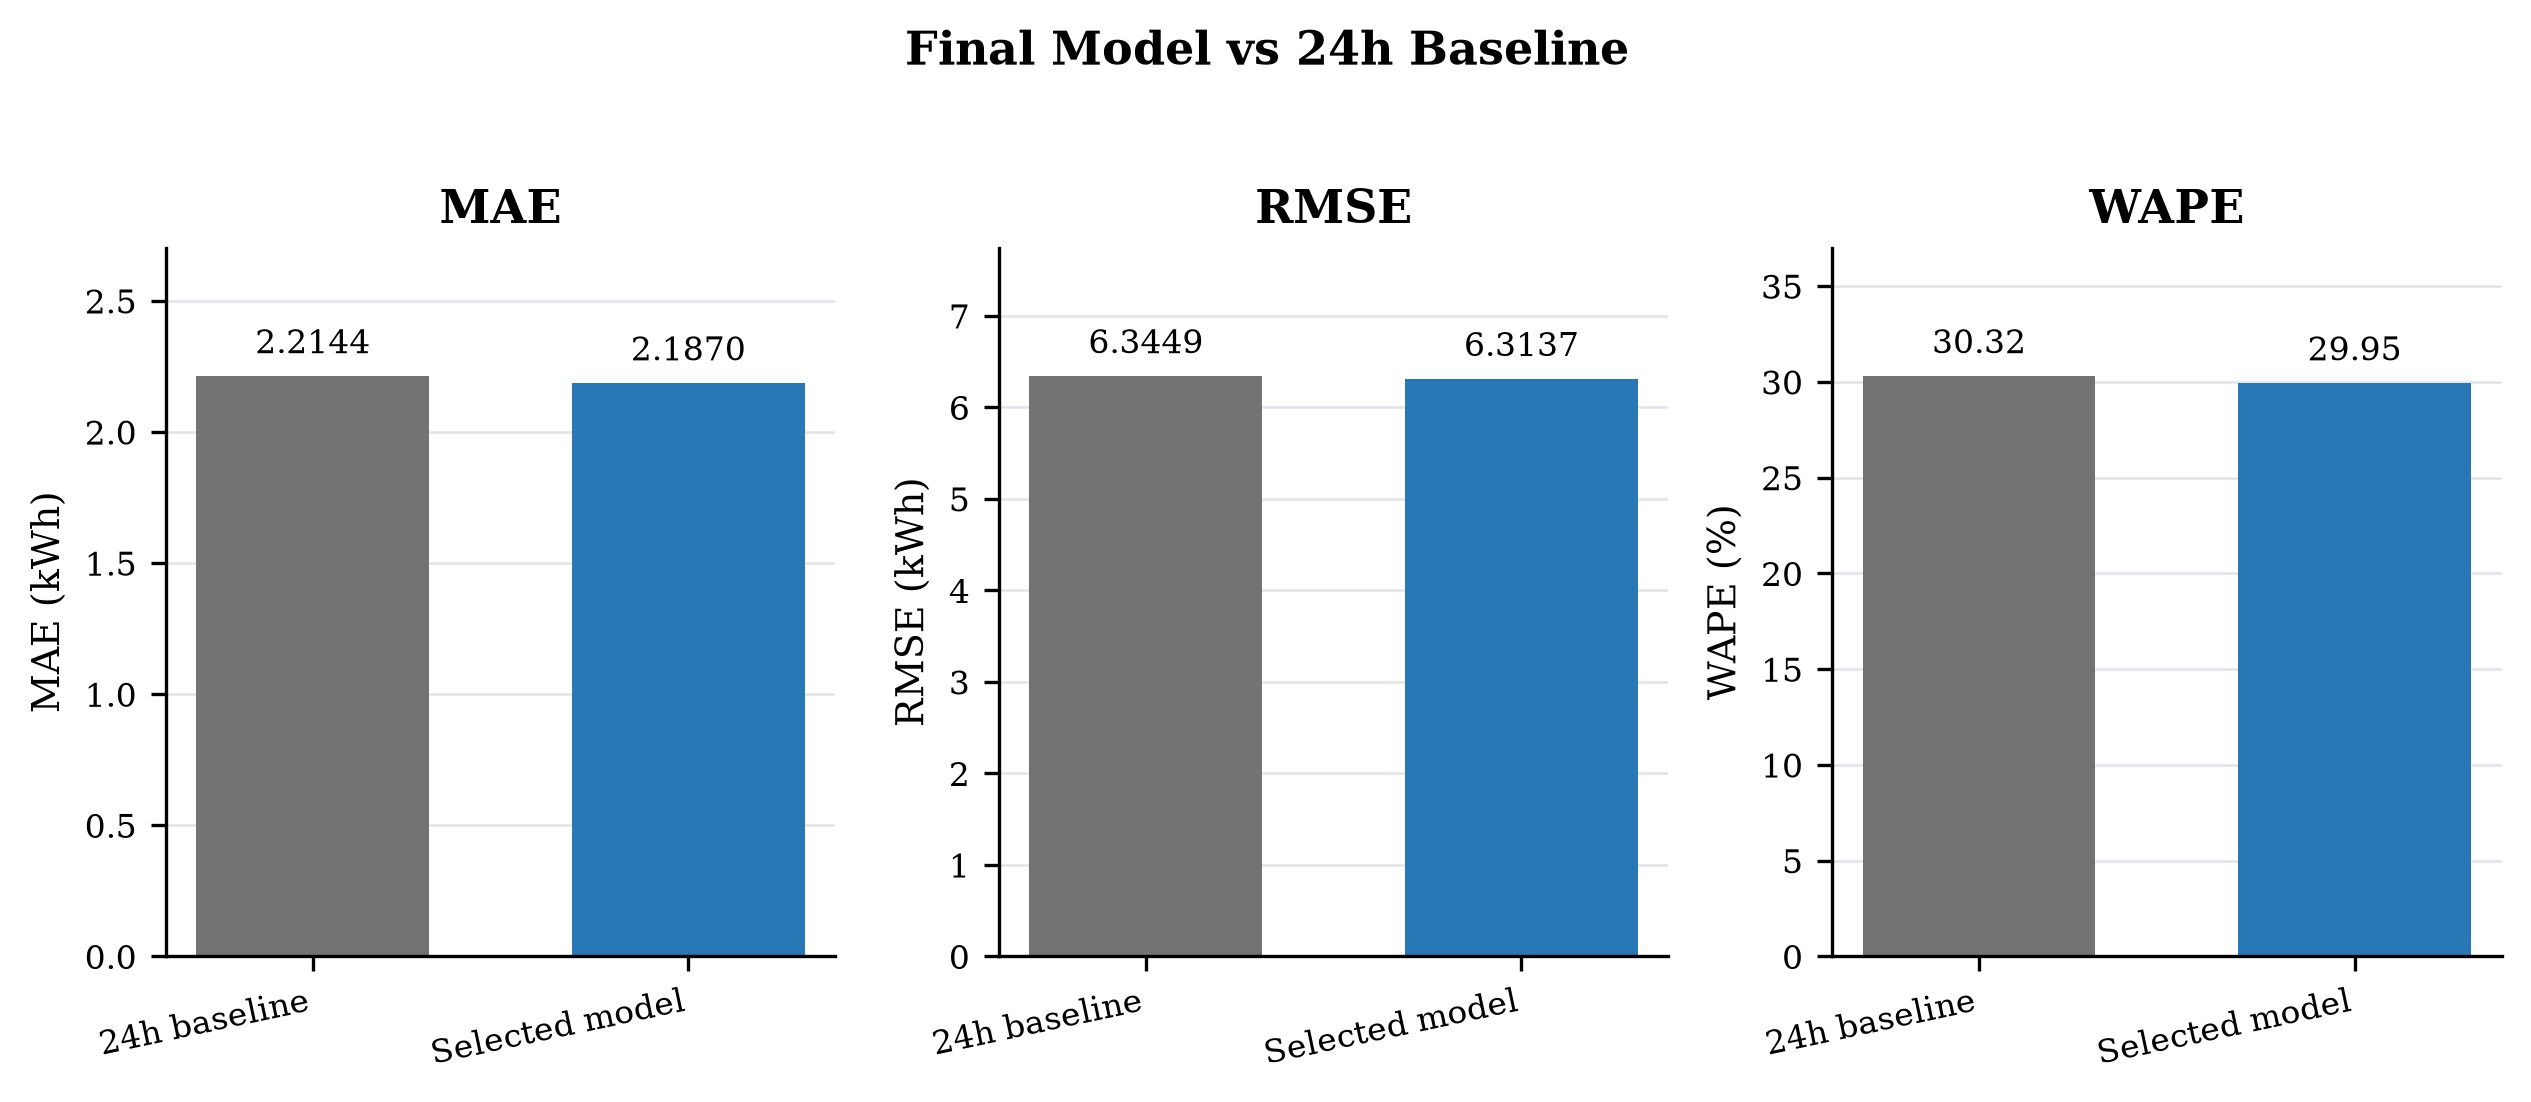 Final Model vs 24h Baseline
MAE
MAE (kWh)
2.5
2.0
1.5
1.0
0.5
0.0
2.2144
2.1870
24h baseline
Selected model
RMSE
RMSE (kWh)
7
6
5
4
3
2
1
0
6.3449
6.3137
24h baseline
Selected model
WAPE
WAPE (%)
35
30
25
20
15
10
5
0
30.32
29.95
24h baseline
Selected model